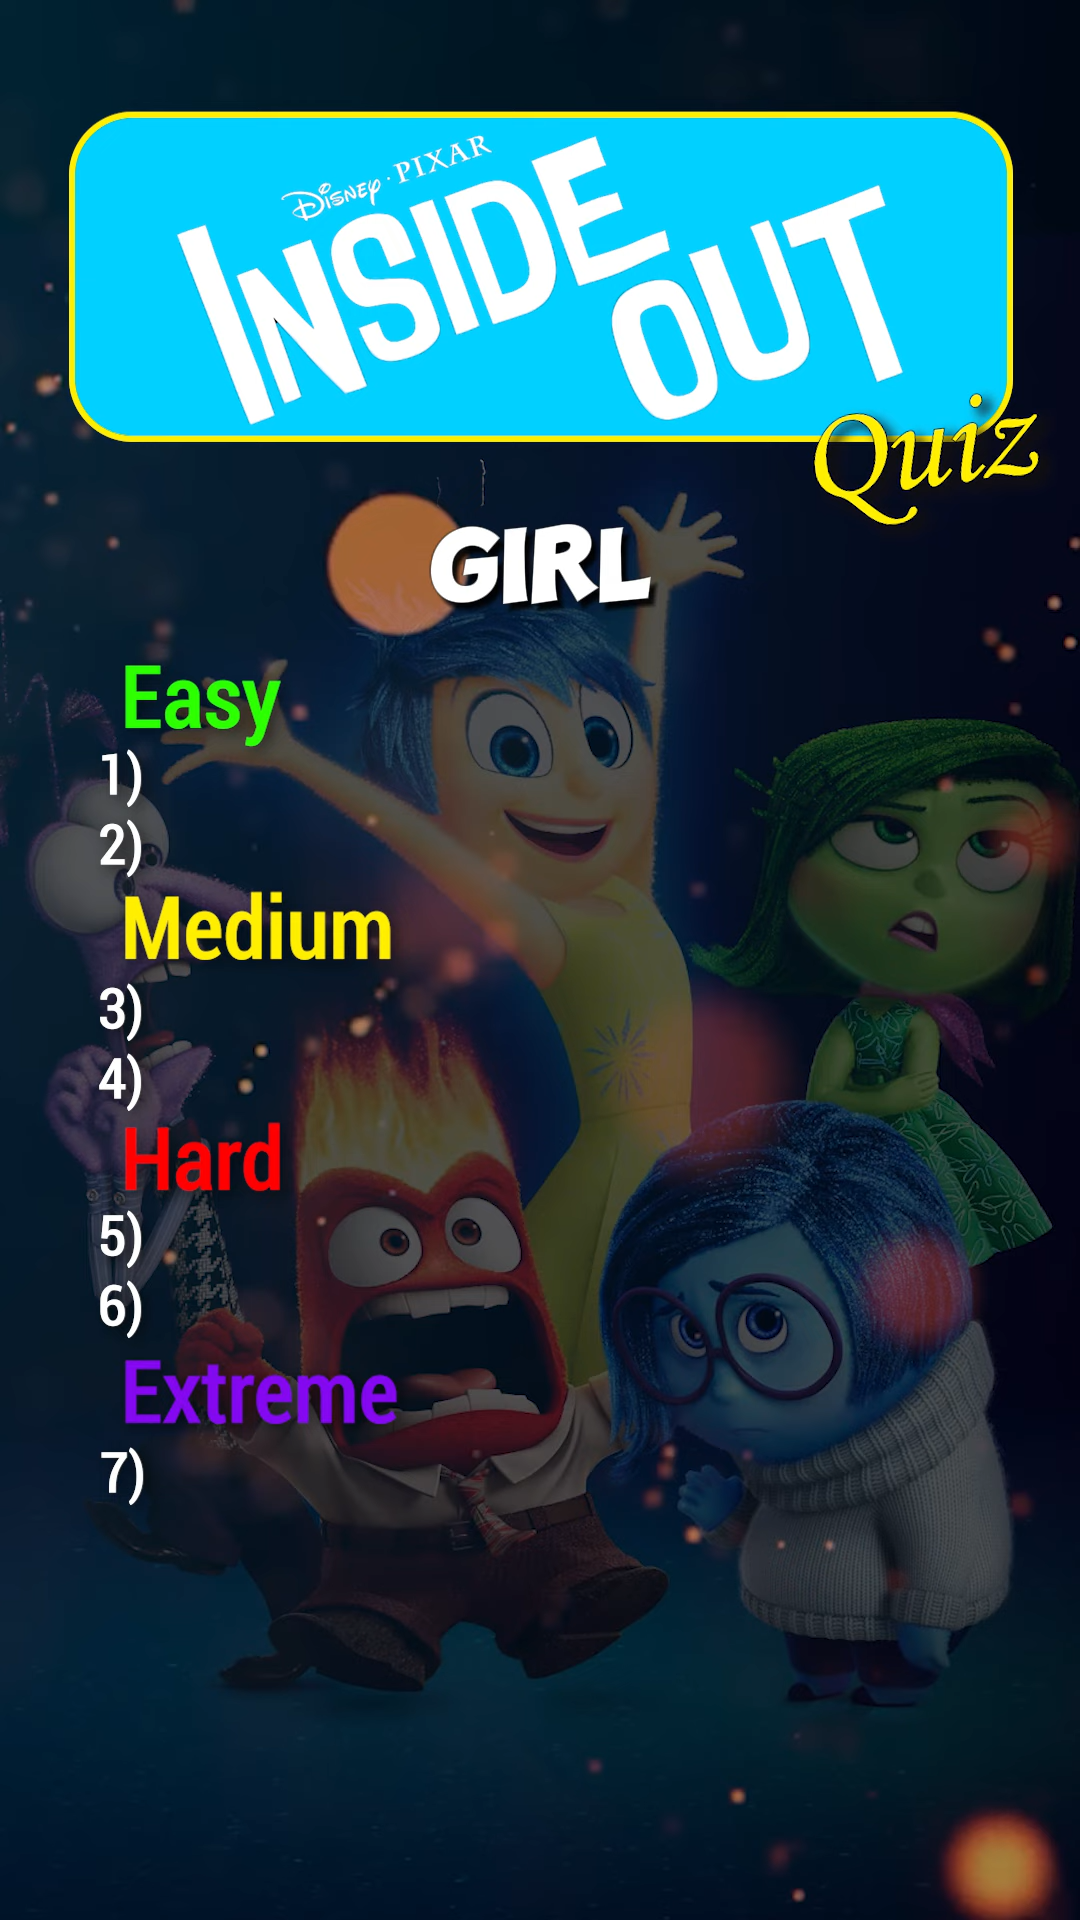 Disney · PIXAR
INSIDE OUT
Quiz
GIRL
Easy
1)
2)
Medium
3)
4)
Hard
5)
6)
Extreme
7)